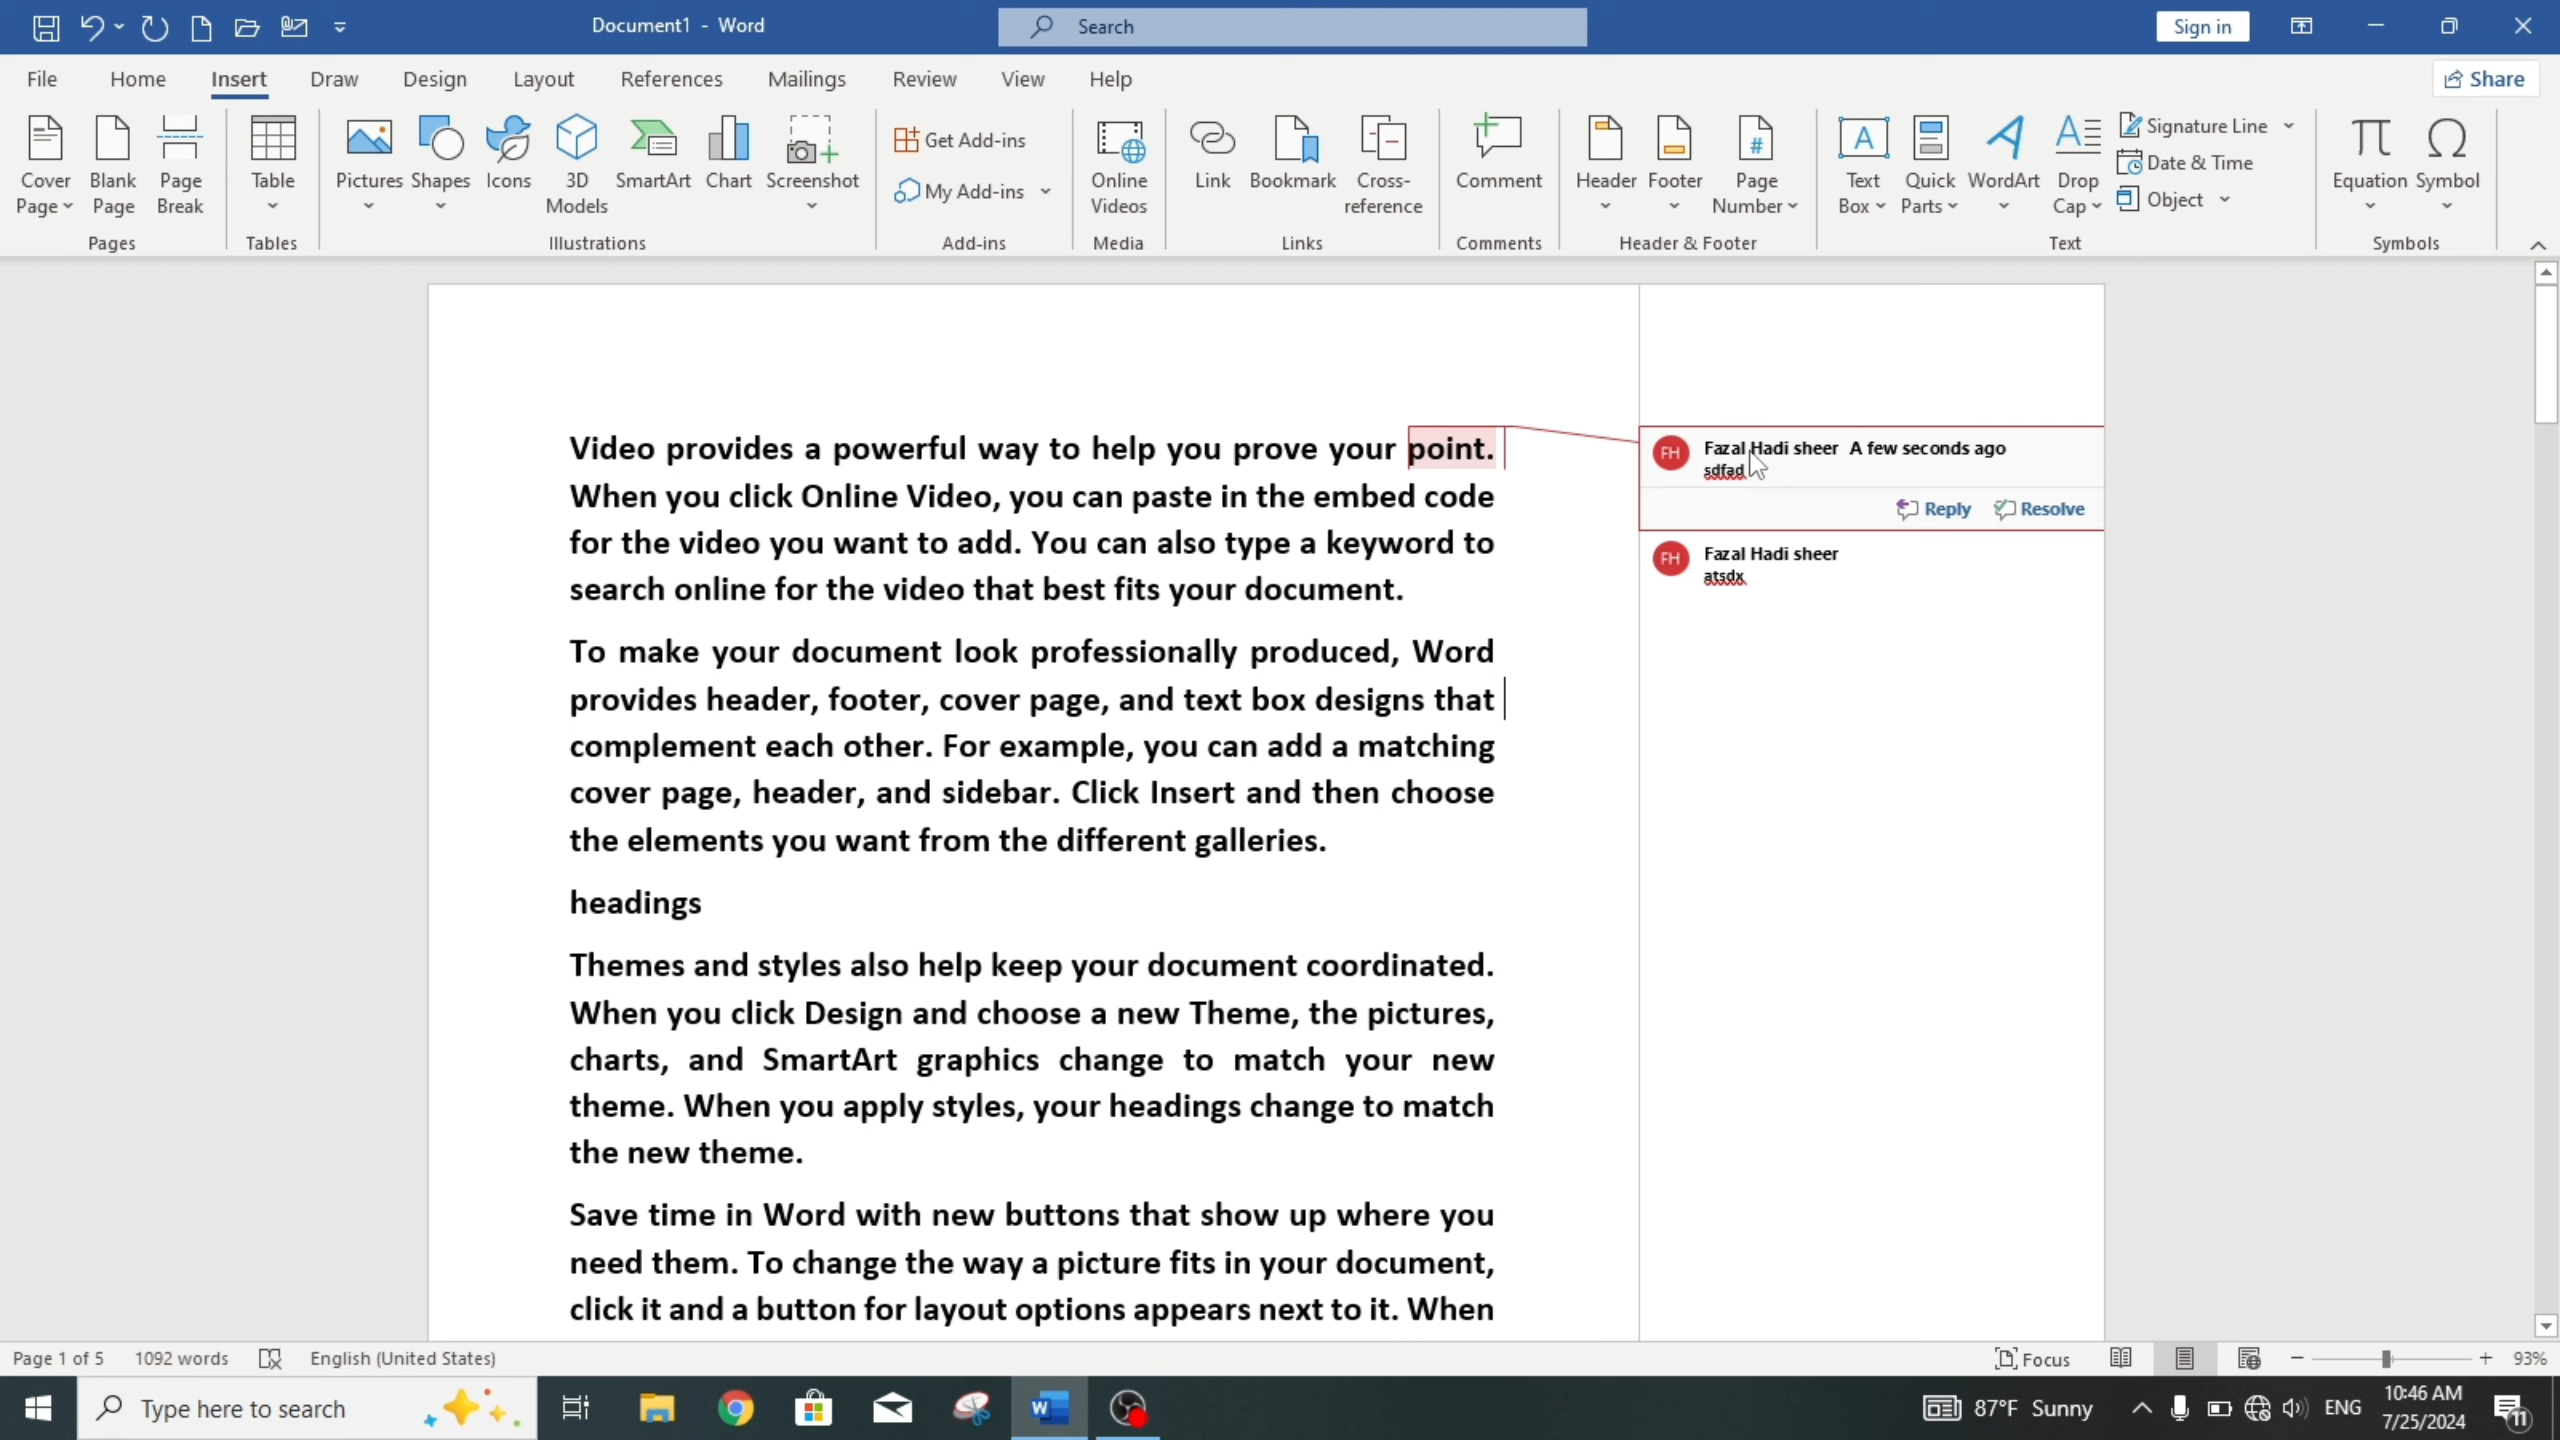 Document1 - Word
Search
Sign in
File Home Insert Draw Design Layout References Mailings Review View Help
Share
Cover Page
Blank Page
Page Break
Pages
Table
Tables
Pictures
Shapes
Icons
3D Models
SmartArt
Chart
Screenshot
Illustrations
Get Add-ins
My Add-ins
Add-ins
Online Videos
Media
Link
Bookmark
Cross-reference
Links
Comment
Comments
Header
Footer
Page Number
Header & Footer
Text Box
Quick Parts
WordArt
Drop Cap
Signature Line
Date & Time
Object
Text
Equation
Symbol
Symbols
Video provides a powerful way to help you prove your point.
When you click Online Video, you can paste in the embed code
for the video you want to add. You can also type a keyword to
search online for the video that best fits your document.
To make your document look professionally produced, Word
provides header, footer, cover page, and text box designs that
complement each other. For example, you can add a matching
cover page, header, and sidebar. Click Insert and then choose
the elements you want from the different galleries.
headings
Themes and styles also help keep your document coordinated.
When you click Design and choose a new Theme, the pictures,
charts, and SmartArt graphics change to match your new
theme. When you apply styles, your headings change to match
the new theme.
Save time in Word with new buttons that show up where you
need them. To change the way a picture fits in your document,
click it and a button for layout options appears next to it. When
FH
Fazal Hadi sheer A few seconds ago
sdfad
Reply Resolve
FH
Fazal Hadi sheer
atsdx
Page 1 of 5 1092 words English (United States)
Focus
93%
Type here to search
87°F Sunny
ENG
10:46 AM
7/25/2024
11